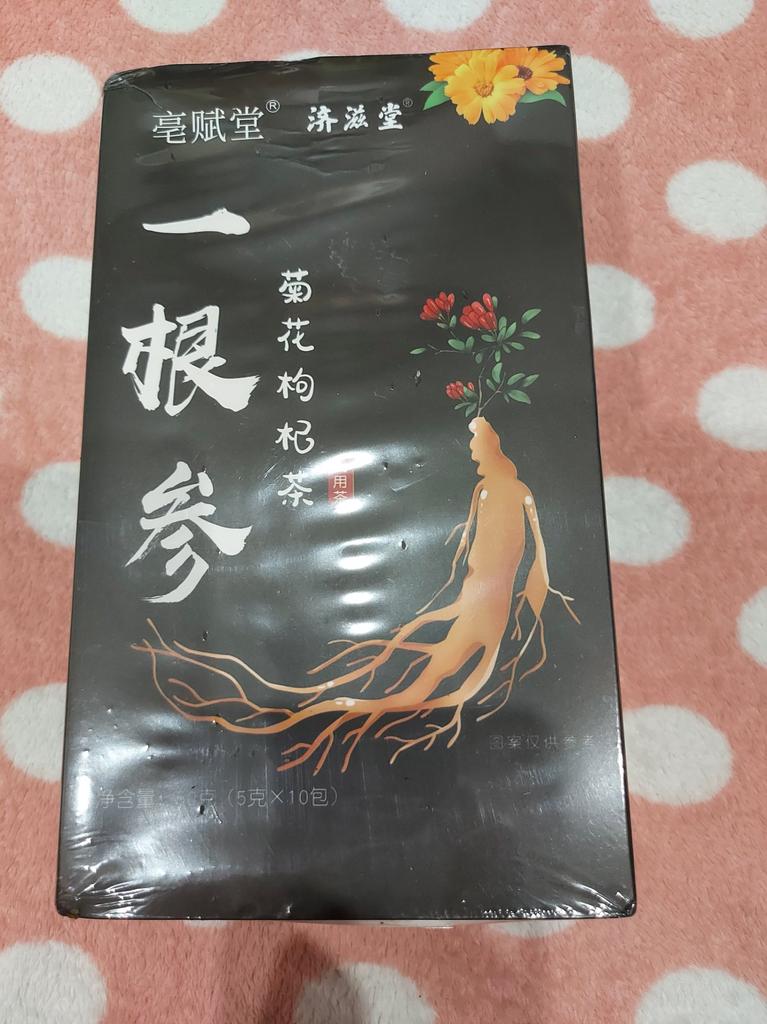 亳赋堂®
济滋堂®
一根参
菊花枸杞茶
用茶
图案仅供参考
净含量: 克（5克×10包）